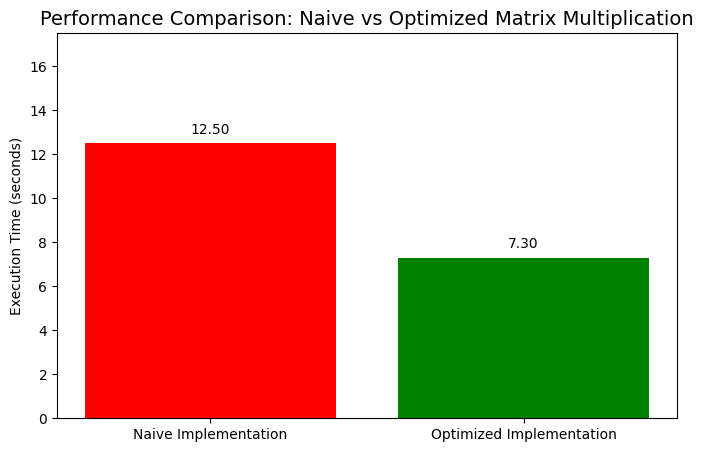 Performance Comparison: Naive vs Optimized Matrix Multiplication
Execution Time (seconds)
16
14
12
10
8
6
4
2
0
12.50
7.30
Naive Implementation
Optimized Implementation